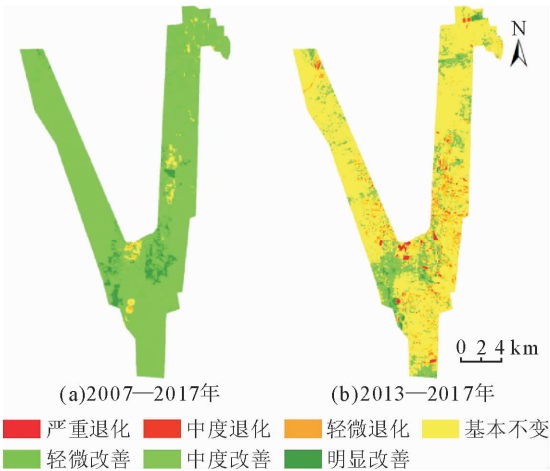 N
0 2 4 km
(a)2007—2017年
(b)2013—2017年
严重退化 中度退化 轻微退化 基本不变
轻微改善 中度改善 明显改善